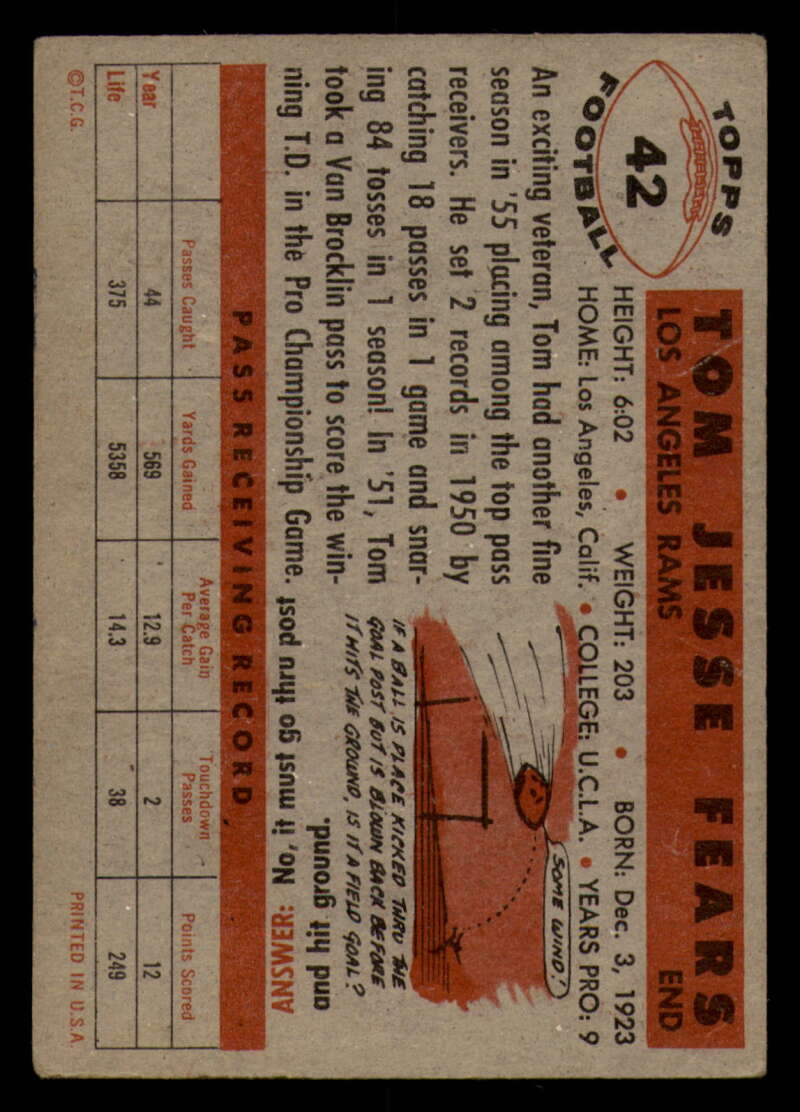 TOPPS
42
FOOTBALL
TOM JESSE FEARS
LOS ANGELES RAMS END
HEIGHT: 6:02 • WEIGHT: 203 • BORN: Dec. 3, 1923
HOME: Los Angeles, Calif. • COLLEGE: U.C.L.A. • YEARS PRO: 9
An exciting veteran, Tom had another fine
season in '55 placing among the top pass
receivers. He set 2 records in 1950 by
catching 18 passes in 1 game and snar-
ing 84 tosses in 1 season! In '51, Tom
took a Van Brocklin pass to score the win-
ning T.D. in the Pro Championship Game.
SOME WIND!
IF A BALL IS PLACE KICKED THRU THE
GOAL POST BUT IS BLOWN BACK BEFORE
IT HITS THE GROUND, IS IT A FIELD GOAL?
ANSWER: No, it must go thru post
and hit ground.
PASS RECEIVING RECORD
Passes Caught Yards Gained Average Gain Per Catch Touchdown Passes Points Scored
Year 44 569 12.9 2 12
Life 375 5358 14.3 38 249
©T.C.G. PRINTED IN U.S.A.